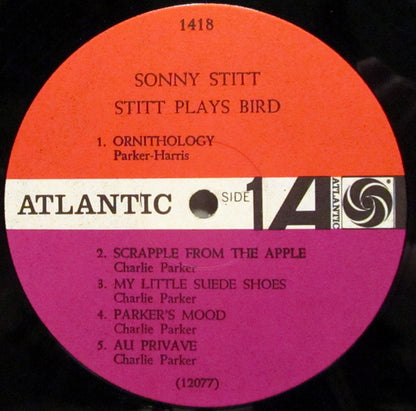 1418
SONNY STITT
STITT PLAYS BIRD
1. ORNITHOLOGY
Parker-Harris
ATLANTIC
SIDE 1
A
ATLANTIC
2. SCRAPPLE FROM THE APPLE
Charlie Parker
3. MY LITTLE SUEDE SHOES
Charlie Parker
4. PARKER'S MOOD
Charlie Parker
5. AU PRIVAVE
Charlie Parker
(12077)